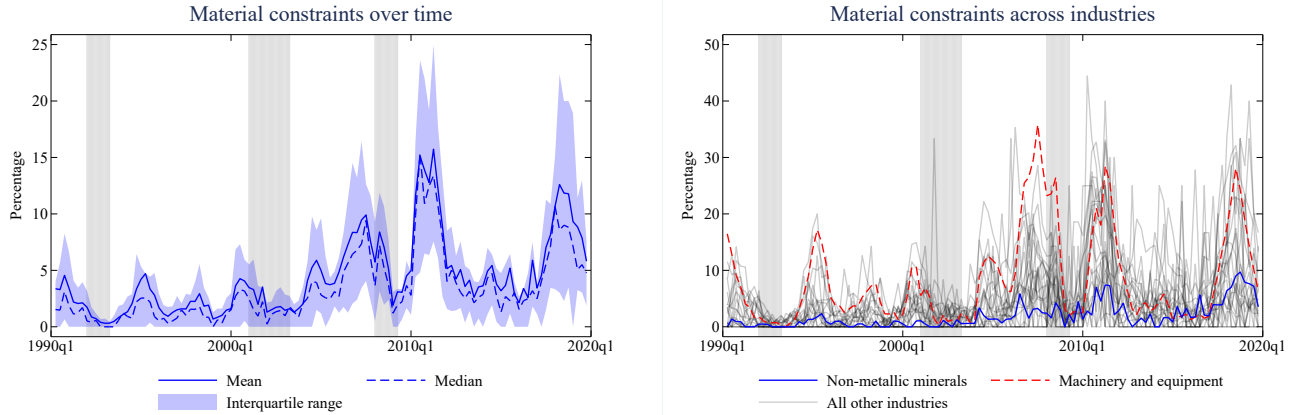 Material constraints over time
Percentage
25
20
15
10
5
0
1990q1
2000q1
2010q1
2020q1
Mean
Median
Interquartile range
Material constraints across industries
Percentage
50
40
30
20
10
0
1990q1
2000q1
2010q1
2020q1
Non-metallic minerals
Machinery and equipment
All other industries